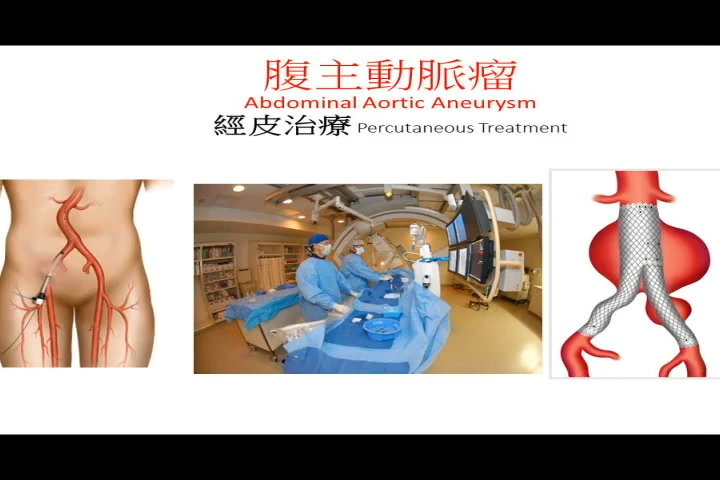 腹主動脈瘤
Abdominal Aortic Aneurysm
經皮治療 Percutaneous Treatment